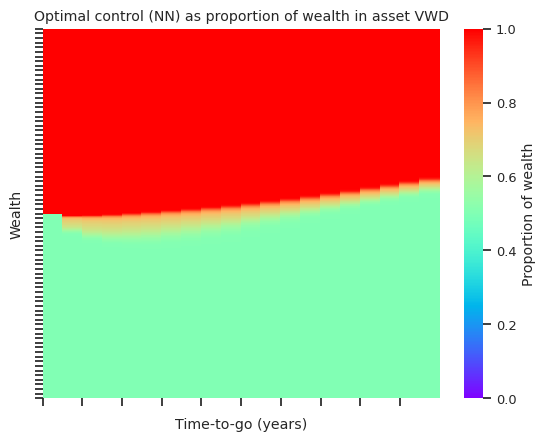 Optimal control (NN) as proportion of wealth in asset VWD
Wealth
Time-to-go (years)
1.0
0.8
0.6
0.4
0.2
0.0
Proportion of wealth